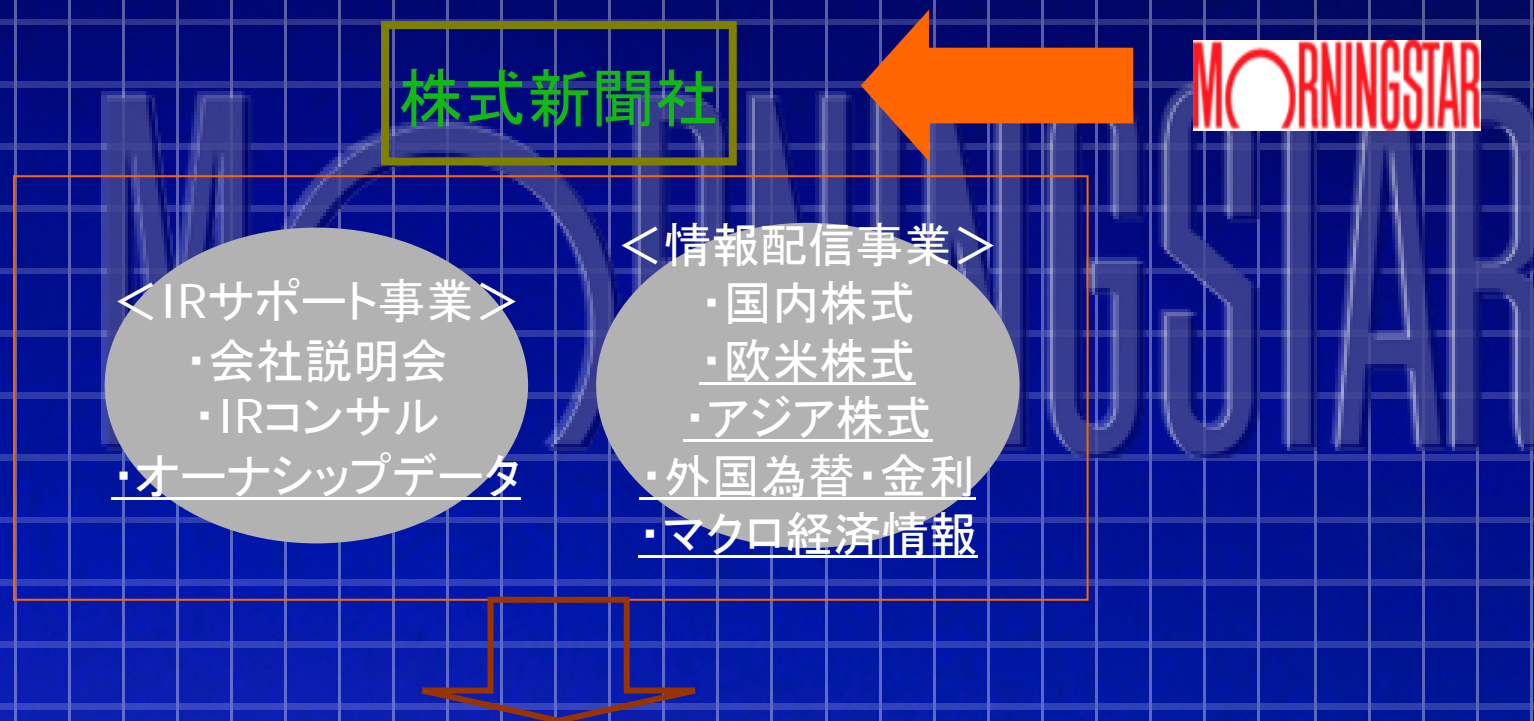 株式新聞社
MORNINGSTAR
<IRサポート事業>
・会社説明会
・IRコンサル
・オーナシップデータ
<情報配信事業>
・国内株式
・欧米株式
・アジア株式
・外国為替・金利
・マクロ経済情報
MORNINGSTAR